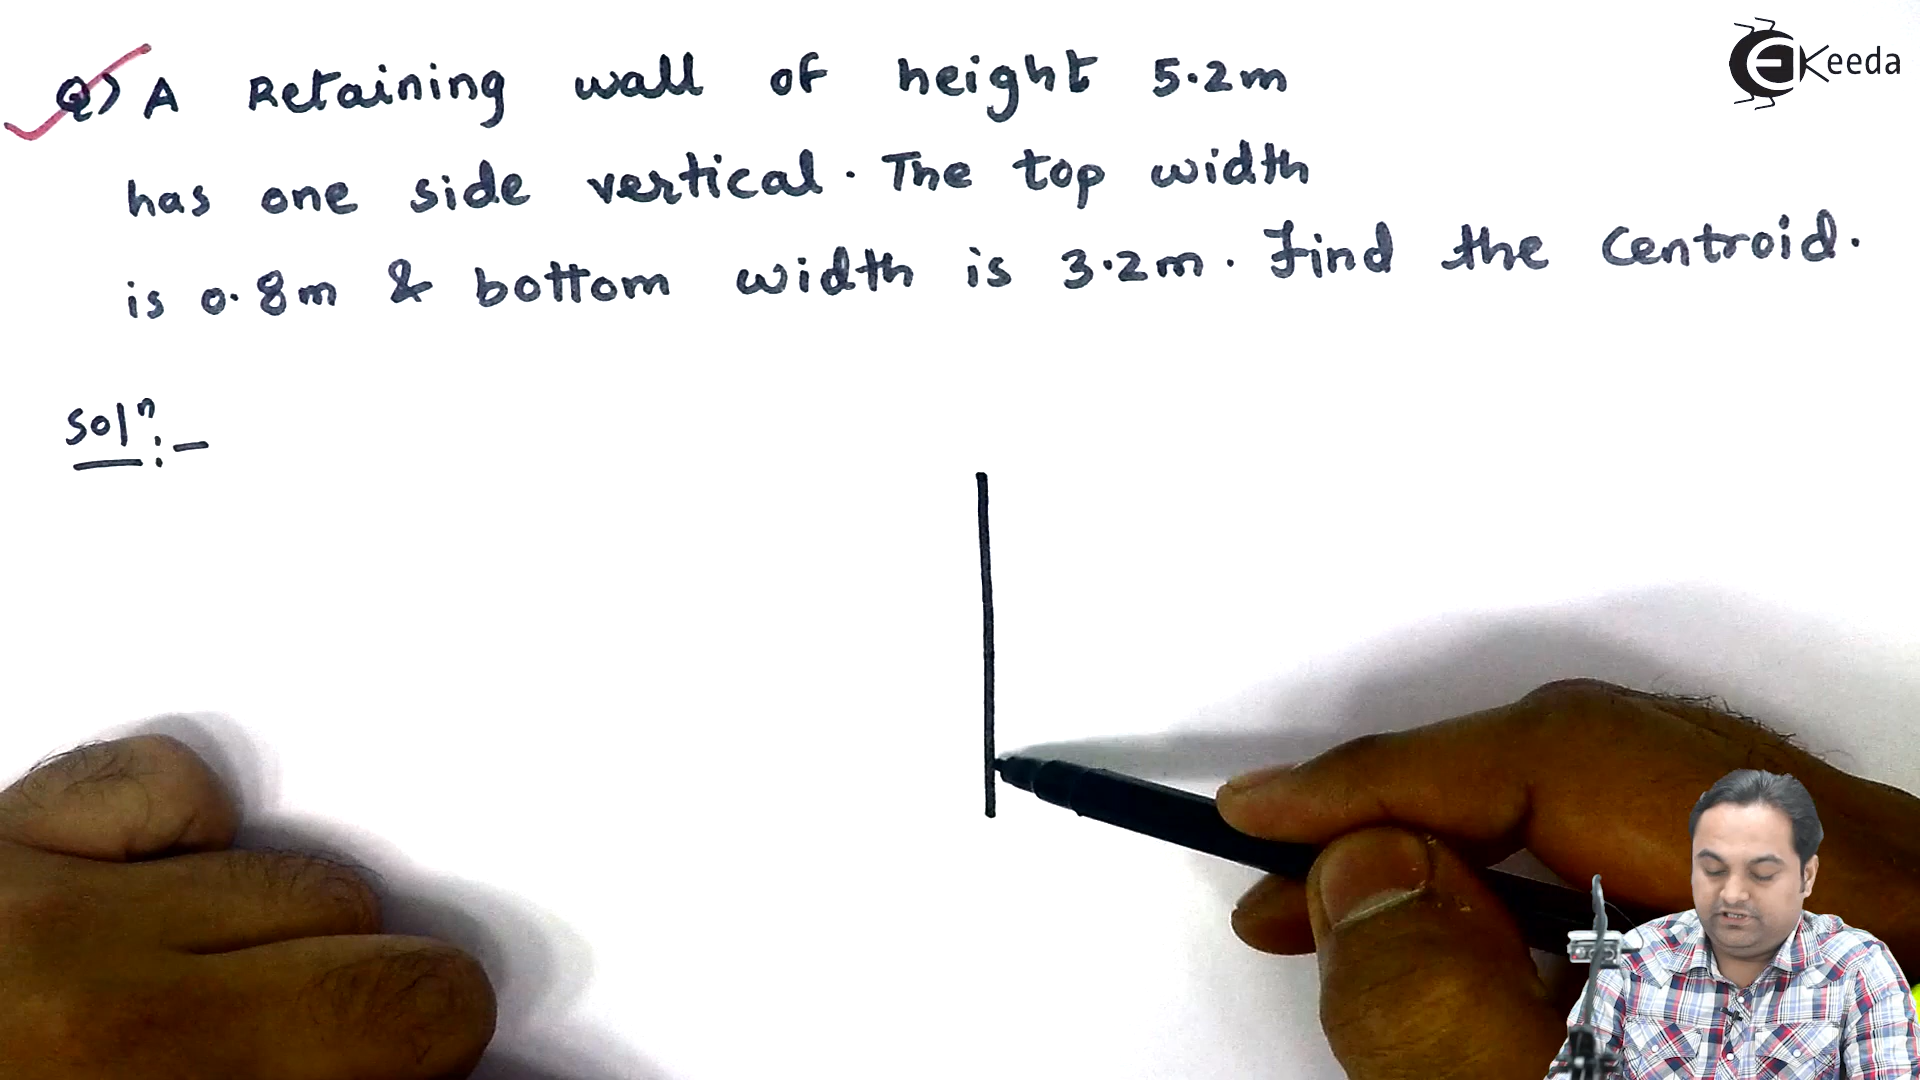 Q) A Retaining wall of height 5.2m
has one side vertical. The top width
is 0.8m & bottom width is 3.2m. Find the Centroid.
Solⁿ:-
EKeeda